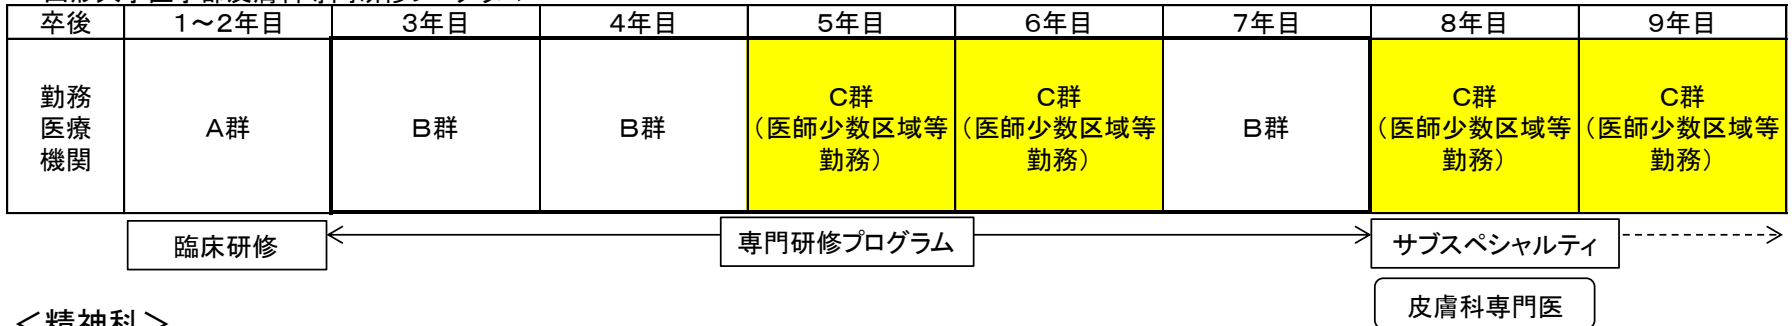 卒後 1～2年目 3年目 4年目 5年目 6年目 7年目 8年目 9年目
勤務
医療
機関
A群
B群
B群
C群
(医師少数区域等
勤務)
C群
(医師少数区域等
勤務)
B群
C群
(医師少数区域等
勤務)
C群
(医師少数区域等
勤務)
臨床研修
専門研修プログラム
サブスペシャルティ
皮膚科専門医